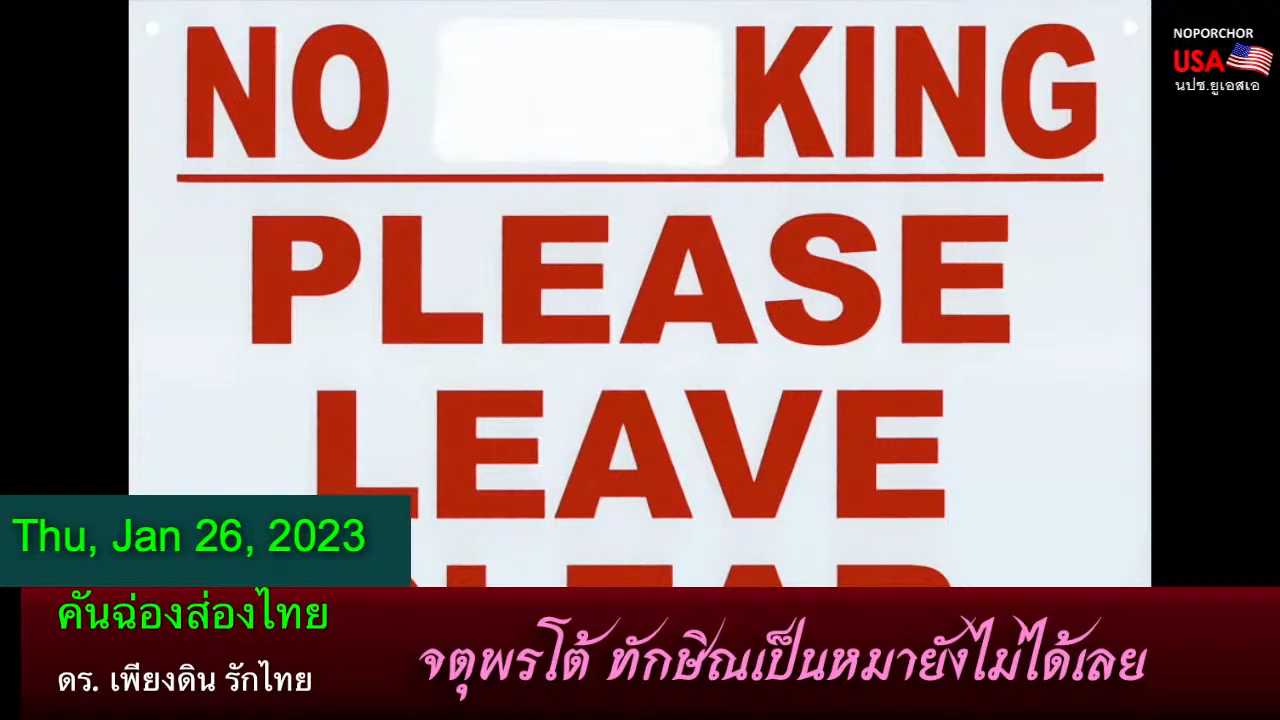 NO KING
PLEASE
LEAVE
NOPORCHOR
USA
นปช.ยูเอสเอ
Thu, Jan 26, 2023
คันฉ่องส่องไทย
ดร. เพียงดิน รักไทย
จตุพรโต้ ทักษิณเป็นหมายังไม่ได้เลย